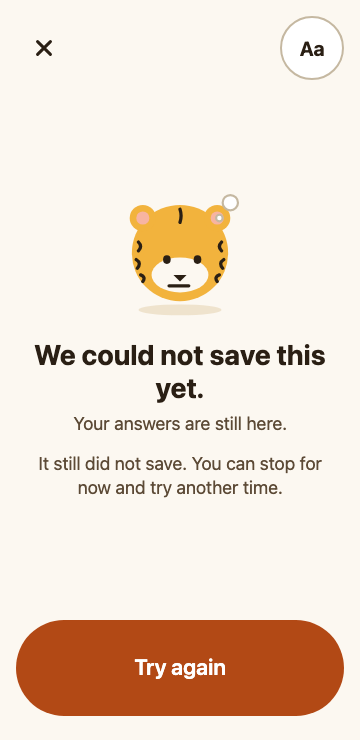 Aa
We could not save this
yet.
Your answers are still here.
It still did not save. You can stop for
now and try another time.
Try again